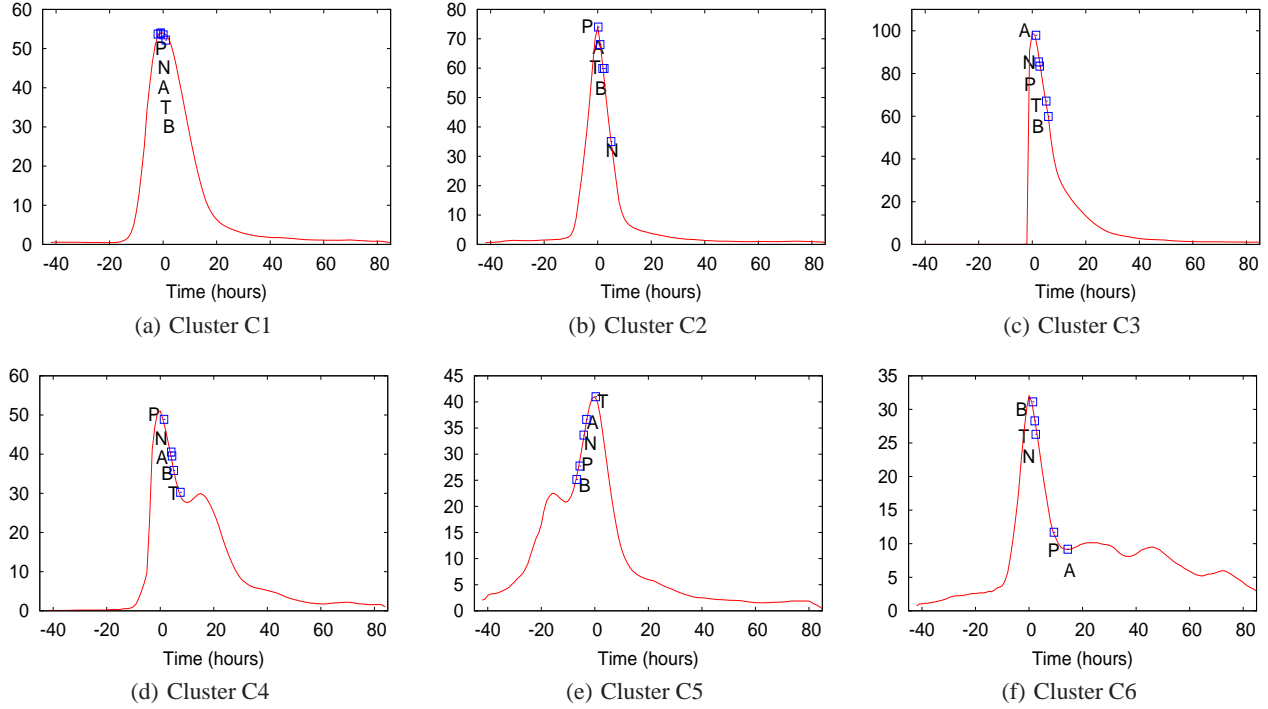 60
50
40
30
20
10
0
P
N
A
T
B
-40 -20 0 20 40 60 80
Time (hours)
(a) Cluster C1
80
70
60
50
40
30
20
10
0
P
A
T
B
N
-40 -20 0 20 40 60 80
Time (hours)
(b) Cluster C2
100
80
60
40
20
0
A
N
P
T
B
-40 -20 0 20 40 60 80
Time (hours)
(c) Cluster C3
60
50
40
30
20
10
0
P
N
A
B
T
-40 -20 0 20 40 60 80
Time (hours)
(d) Cluster C4
45
40
35
30
25
20
15
10
5
0
T
A
N
P
B
-40 -20 0 20 40 60 80
Time (hours)
(e) Cluster C5
35
30
25
20
15
10
5
0
B
T
N
P
A
-40 -20 0 20 40 60 80
Time (hours)
(f) Cluster C6